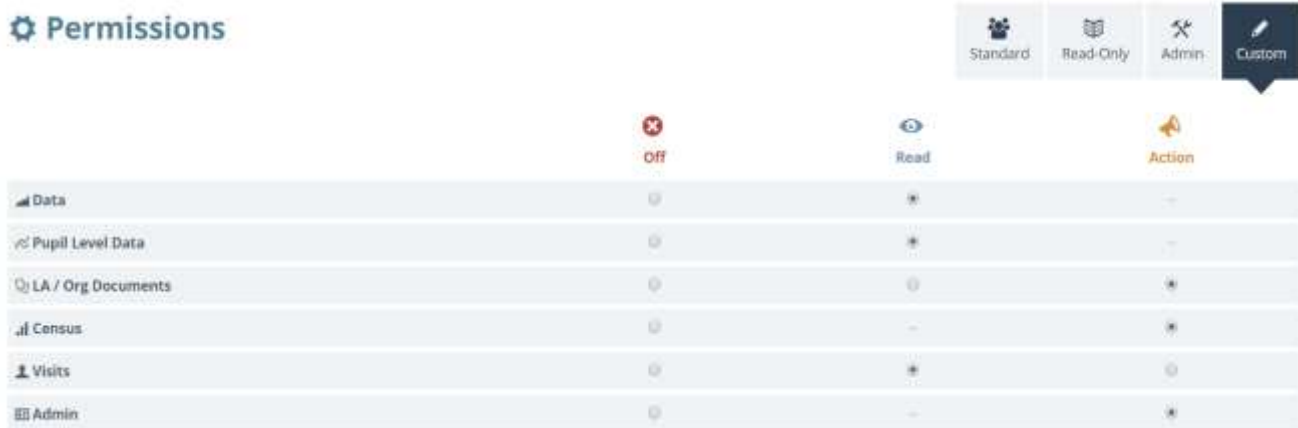 Permissions
Standard Read-Only Admin Custom
Off Read Action
Data
Pupil Level Data
LA / Org Documents
Census
Visits
Admin